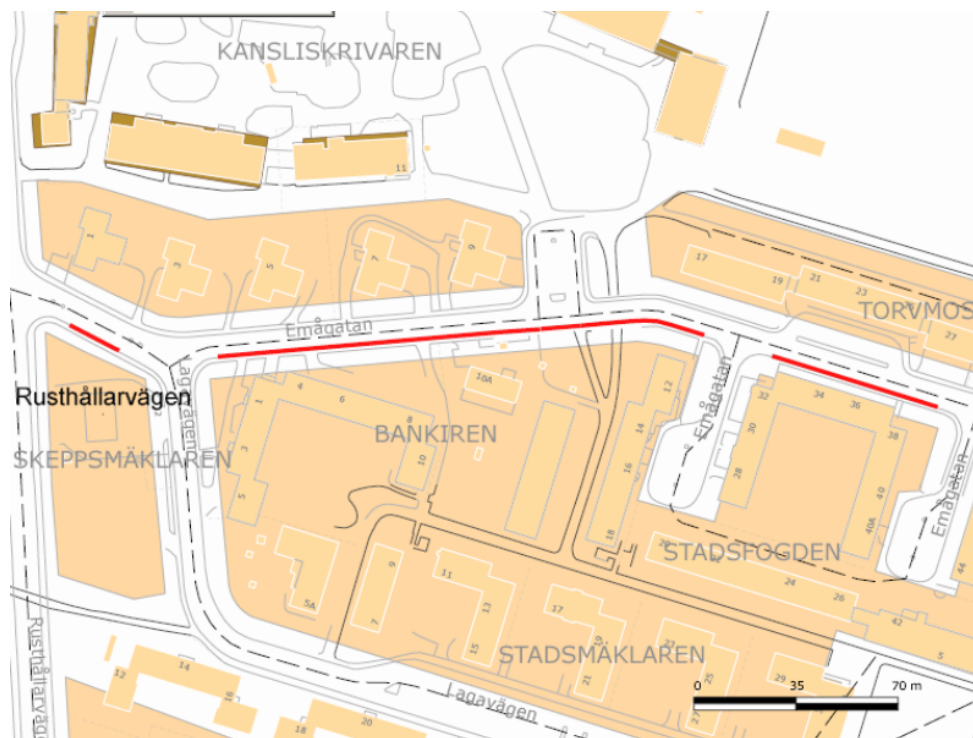 KANSLISKRIVAREN
11
1
3
5
7
9
17
19
21
23
TORVMOS
27
Emågatan
Lagavägen
Rusthållarvägen
SKEPPSMÄKLAREN
1
3
5
4
6
8
10
10A
BANKIREN
12
14
16
18
Emågatan
32
34
36
38
30
28
40
40A
Emågatan
STADSFOGDEN
24
26
42
44
5
5A
7
9
11
13
15
17
19
21
STADSMÄKLAREN
25
27
29
Lagavägen
Rusthållarväge
12
14
16
18
20
0 35 70 m